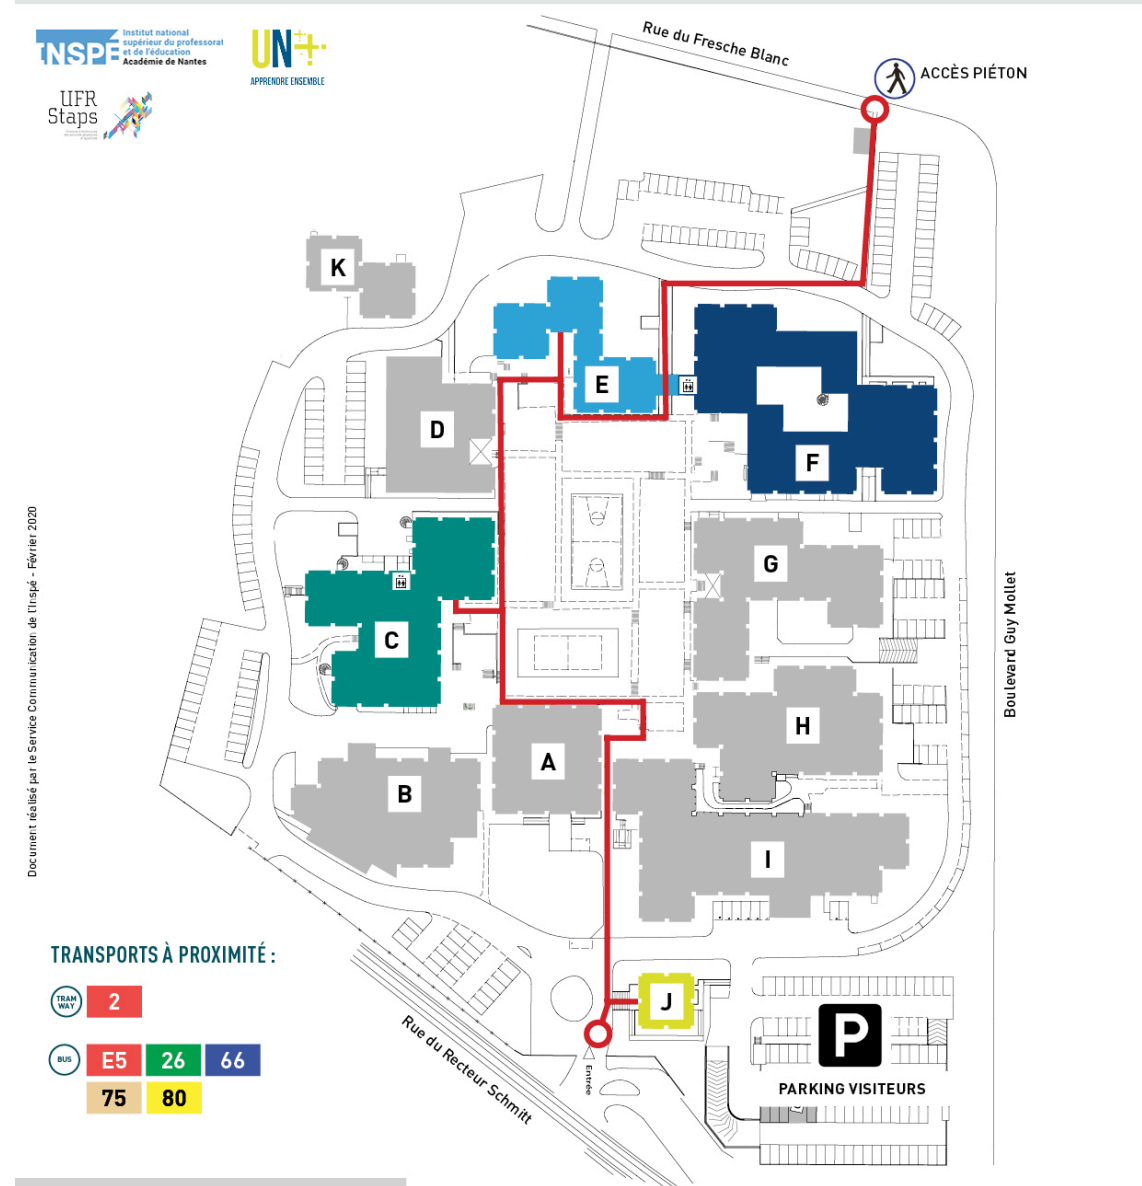 INSPÉ
Institut national
supérieur du professorat
et de l'éducation
Académie de Nantes
UN+
APPRENDRE ENSEMBLE
UFR
Staps
Rue du Fresche Blanc
ACCÈS PIÉTON
K
E
D
F
G
C
H
A
B
I
J
Boulevard Guy Mollet
Document réalisé par le Service Communication de l'Inspé - Février 2020
TRANSPORTS À PROXIMITÉ :
TRAM
WAY
2
BUS
E5 26 66
75 80
Rue du Recteur Schmitt
Entrée
P
PARKING VISITEURS